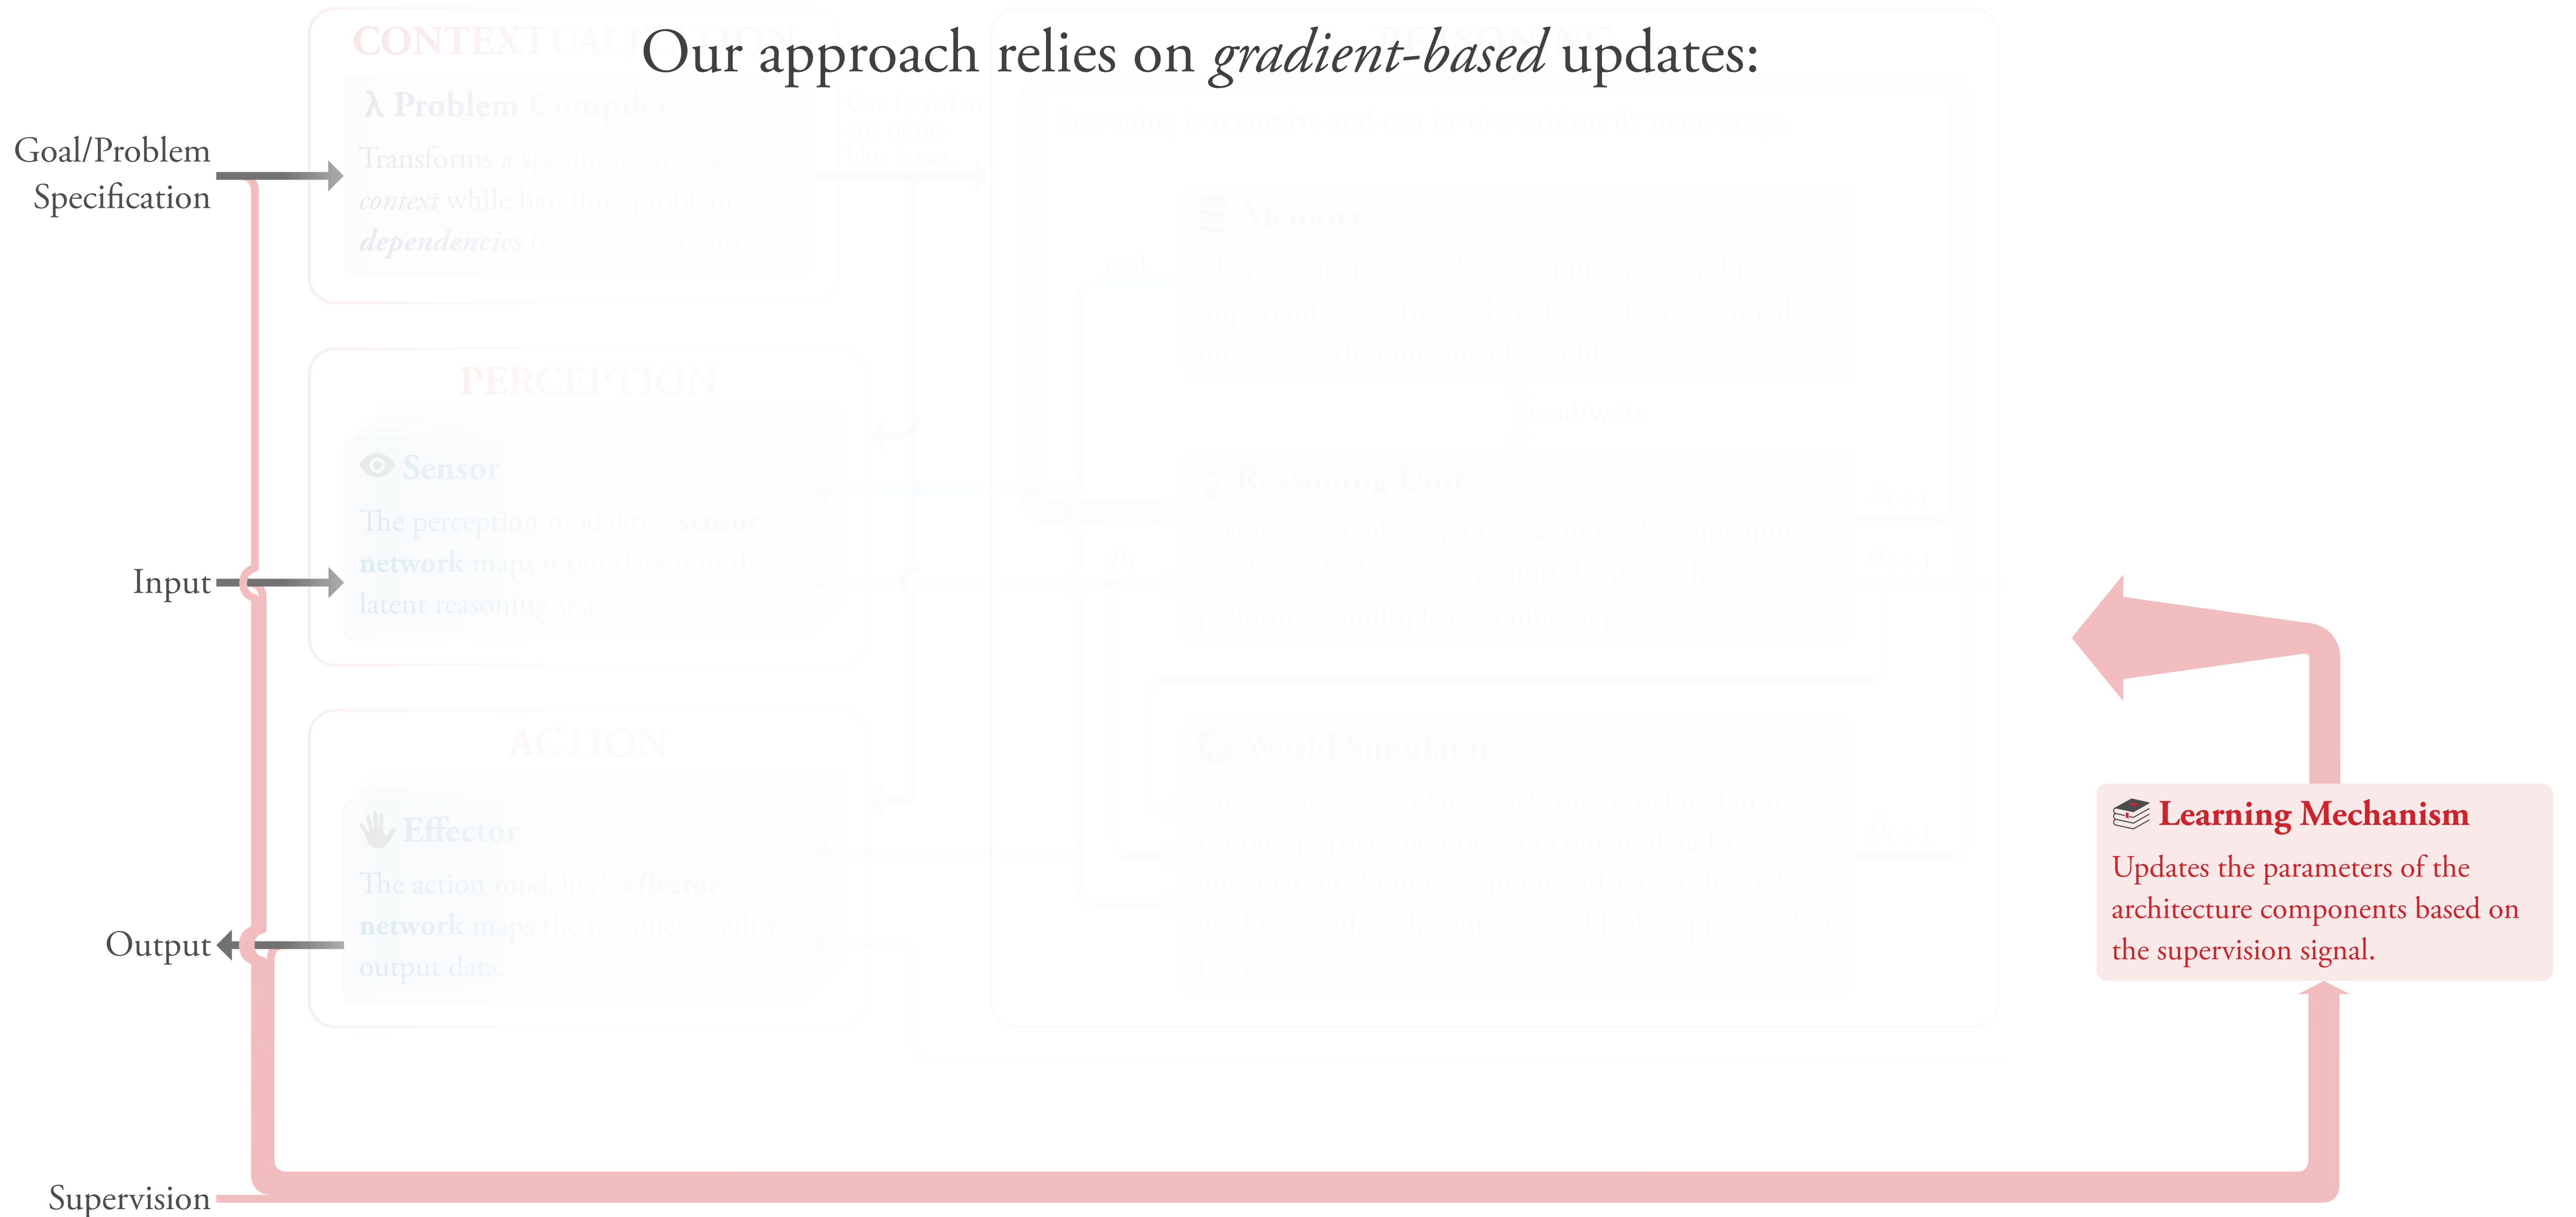 Our approach relies on gradient-based updates:
CONTEXTUALIZATION
REASONING
λ Problem Compiler
Transforms a specification to a
context while handling problem
dependencies (e.g., composition).
Can be fed to
any of the
blue boxes.
Reasoning is recursive and can involve arbitrarily many steps
Goal/Problem
Specification
Memory
Memory operates in the reasoning space and is
important for settings where the system continually
interacts with some outside world.
read
read/write
PERCEPTION
Sensor
The perception modality's sensor
network maps input data into the
latent reasoning space.
Input
Reasoning Unit
Performs a single step of reasoning. The same unit
can be applied recursively multiple times, thus
performing multiple reasoning steps
p_t
s_{t+1}
a_{t+1}
ACTION
Effector
The action modality's effector
network maps the reasoner result to
output data.
Output
World Simulator
An abstract model of the world that is defined in the
reasoning space and does not contain detailed
information about perception and action. It can be
used to simulate the outside world when projected to
the reasoning space.
Learning Mechanism
Updates the parameters of the
architecture components based on
the supervision signal.
Supervision